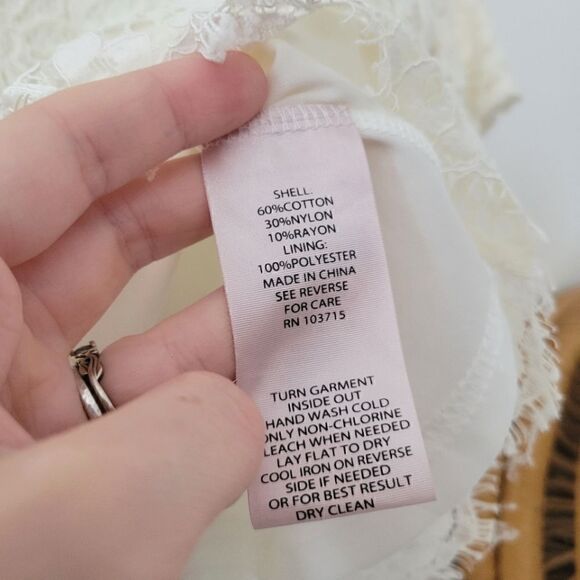 SHELL:
60%COTTON
30%NYLON
10%RAYON
LINING:
100%POLYESTER
MADE IN CHINA
SEE REVERSE
FOR CARE
RN 103715
TURN GARMENT
INSIDE OUT
HAND WASH COLD
ONLY NON-CHLORINE
BLEACH WHEN NEEDED
LAY FLAT TO DRY
COOL IRON ON REVERSE
SIDE IF NEEDED
OR FOR BEST RESULT
DRY CLEAN